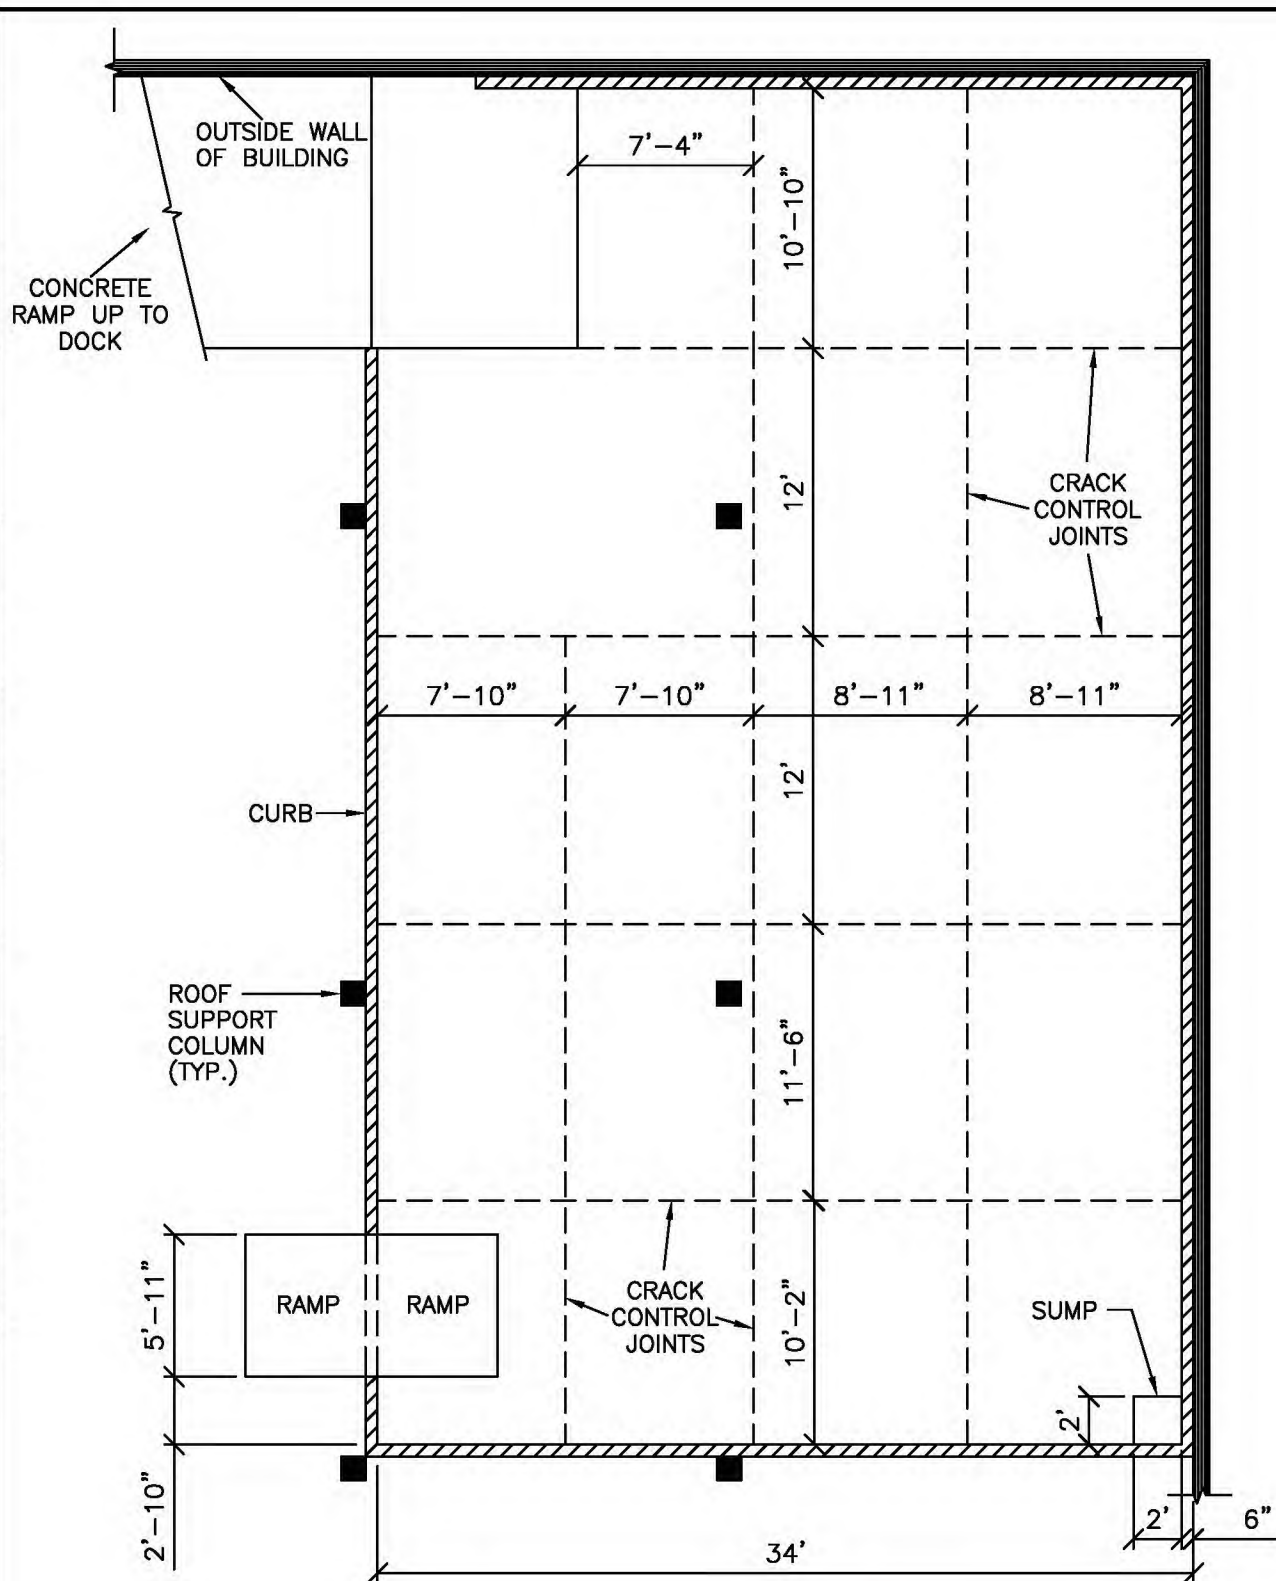 OUTSIDE WALL
OF BUILDING
7'-4"
10'-10"
CONCRETE
RAMP UP TO
DOCK
12'
CRACK
CONTROL
JOINTS
7'-10"
7'-10"
8'-11"
8'-11"
12'
CURB
ROOF
SUPPORT
COLUMN
(TYP.)
11'-6"
5'-11"
RAMP
RAMP
CRACK
CONTROL
JOINTS
10'-2"
SUMP
2'
2'-10"
2'
6"
34'